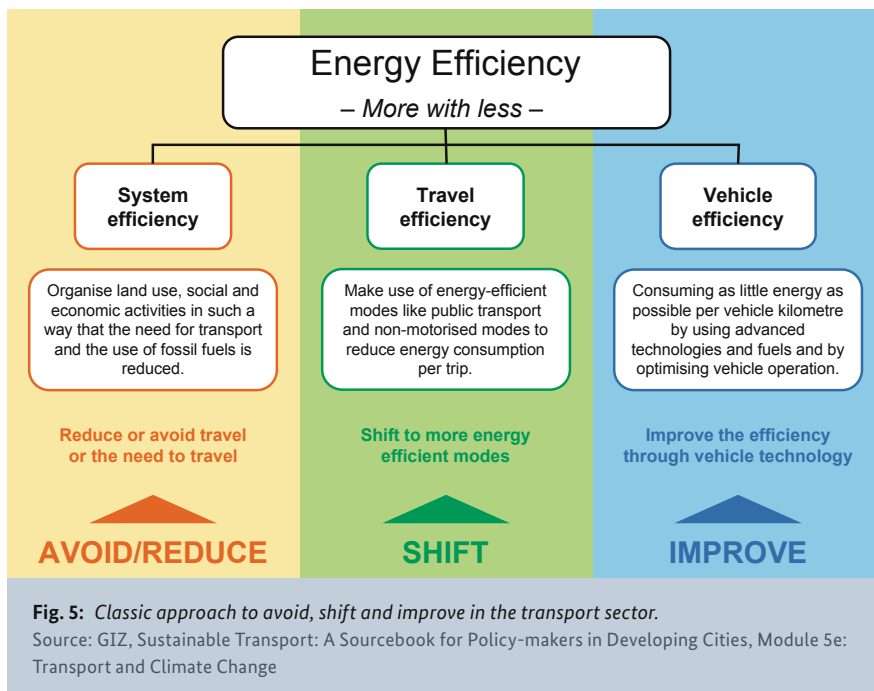 Energy Efficiency
– More with less –
System
efficiency
Travel
efficiency
Vehicle
efficiency
Organise land use, social and
economic activities in such a
way that the need for transport
and the use of fossil fuels is
reduced.
Make use of energy-efficient
modes like public transport
and non-motorised modes to
reduce energy consumption
per trip.
Consuming as little energy as
possible per vehicle kilometre
by using advanced
technologies and fuels and by
optimising vehicle operation.
Reduce or avoid travel
or the need to travel
Shift to more energy
efficient modes
Improve the efficiency
through vehicle technology
AVOID/REDUCE
SHIFT
IMPROVE
Fig. 5: Classic approach to avoid, shift and improve in the transport sector.
Source: GIZ, Sustainable Transport: A Sourcebook for Policy-makers in Developing Cities, Module 5e:
Transport and Climate Change